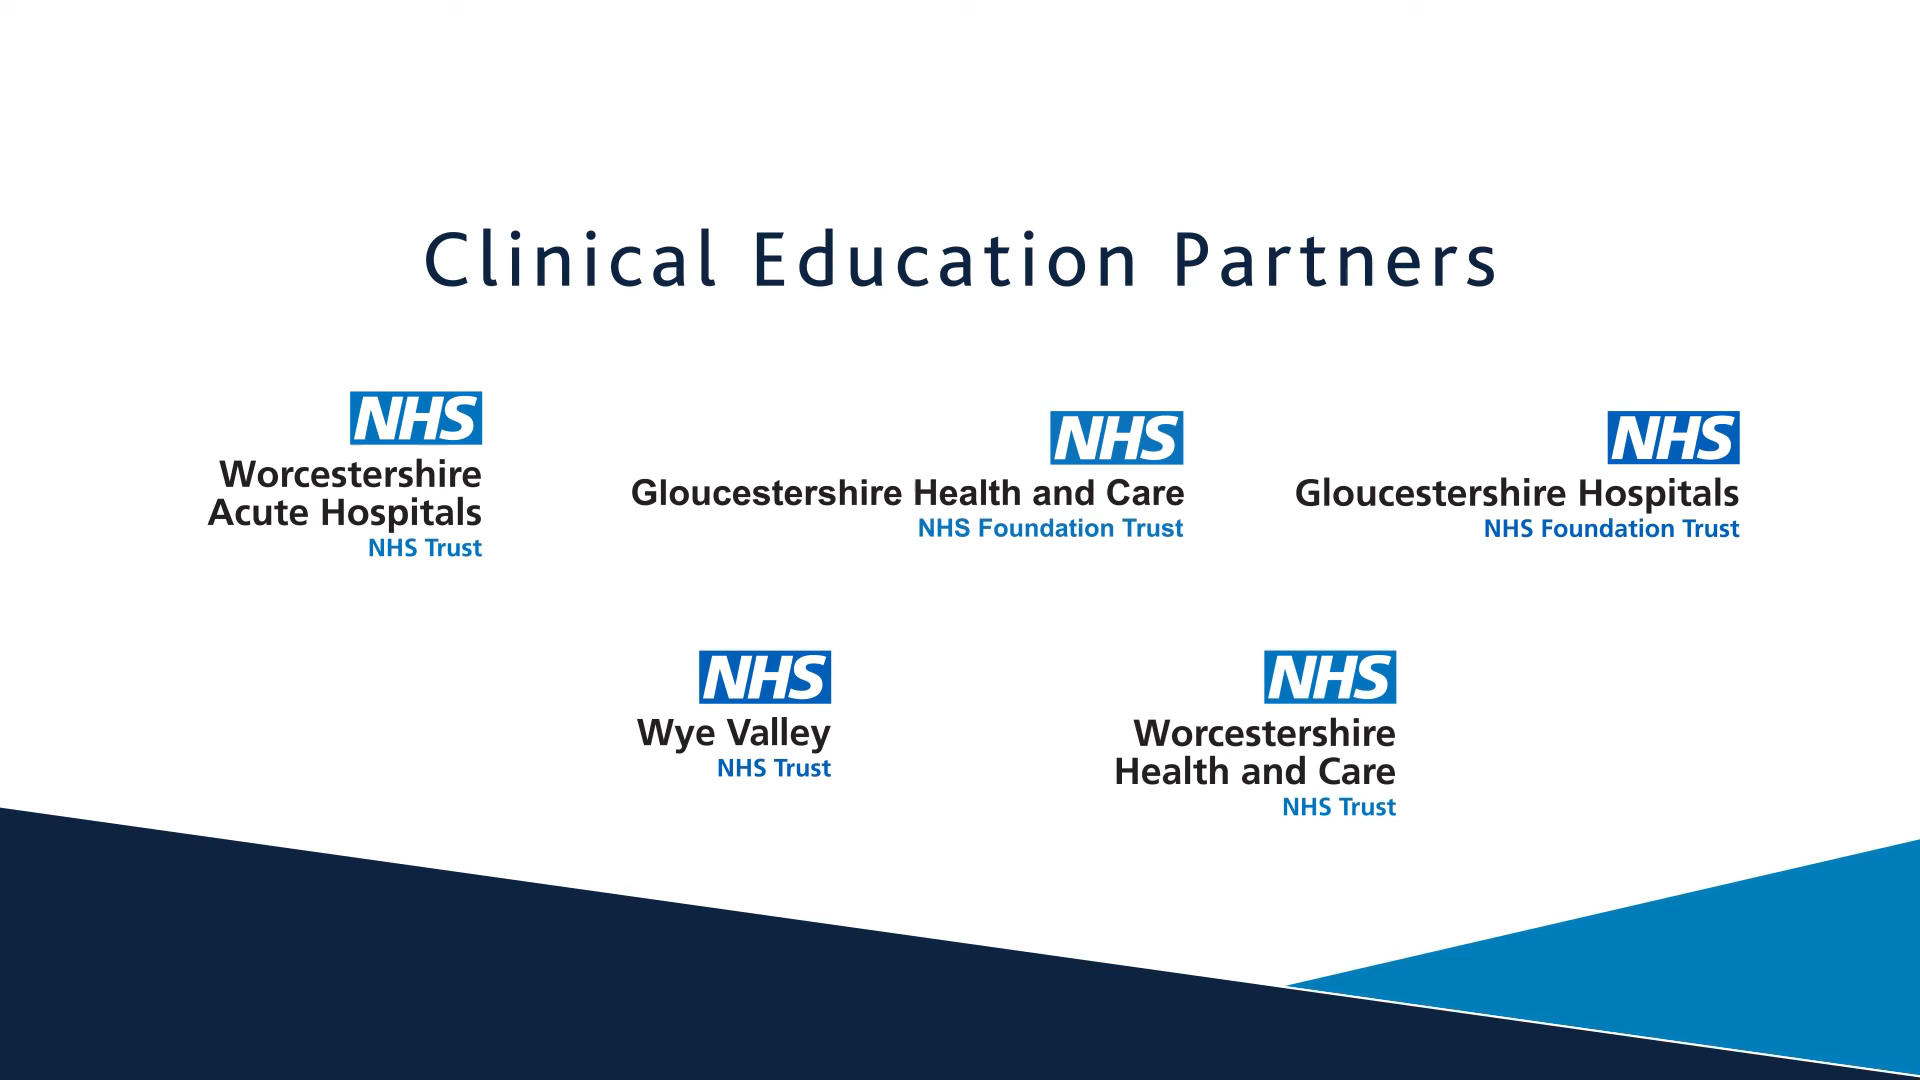 Clinical Education Partners
NHS
Worcestershire
Acute Hospitals
NHS Trust
NHS
Gloucestershire Health and Care
NHS Foundation Trust
NHS
Gloucestershire Hospitals
NHS Foundation Trust
NHS
Wye Valley
NHS Trust
NHS
Worcestershire
Health and Care
NHS Trust